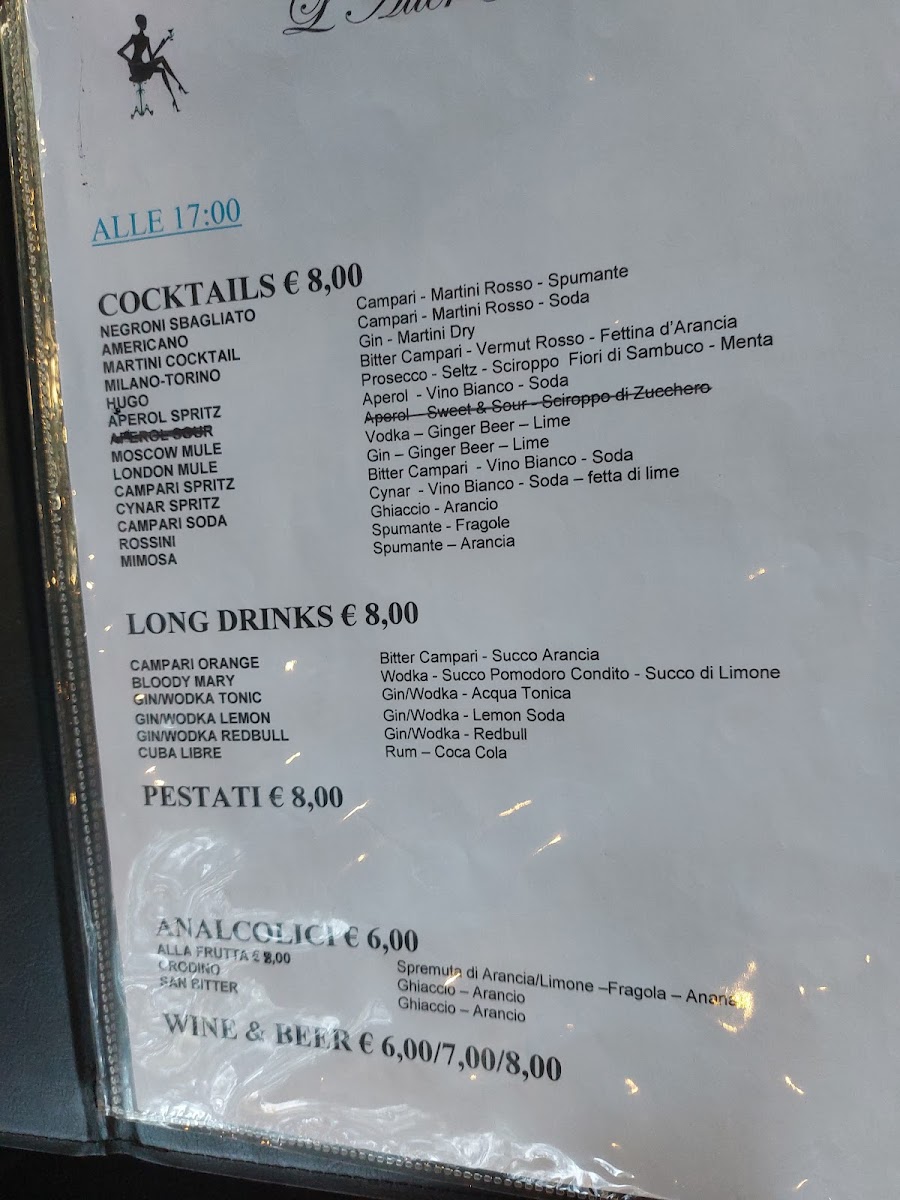 L'
ALLE 17:00
COCKTAILS € 8,00
NEGRONI SBAGLIATO Campari - Martini Rosso - Spumante
AMERICANO Campari - Martini Rosso - Soda
MARTINI COCKTAIL Gin - Martini Dry
MILANO-TORINO Bitter Campari - Vermut Rosso - Fettina d'Arancia
HUGO Prosecco - Seltz - Sciroppo Fiori di Sambuco - Menta
APEROL SPRITZ Aperol - Vino Bianco - Soda
APEROL SOUR Aperol - Sweet & Sour - Sciroppo di Zucchero
MOSCOW MULE Vodka – Ginger Beer – Lime
LONDON MULE Gin – Ginger Beer – Lime
CAMPARI SPRITZ Bitter Campari - Vino Bianco - Soda
CYNAR SPRITZ Cynar - Vino Bianco - Soda – fetta di lime
CAMPARI SODA Ghiaccio - Arancio
ROSSINI Spumante - Fragole
MIMOSA Spumante – Arancia
LONG DRINKS € 8,00
CAMPARI ORANGE Bitter Campari - Succo Arancia
BLOODY MARY Wodka - Succo Pomodoro Condito - Succo di Limone
GIN/WODKA TONIC Gin/Wodka - Acqua Tonica
GIN/WODKA LEMON Gin/Wodka - Lemon Soda
GIN/WODKA REDBULL Gin/Wodka - Redbull
CUBA LIBRE Rum – Coca Cola
PESTATI € 8,00
ANALCOLICI € 6,00
ALLA FRUTTA € 8,00 Spremuta di Arancia/Limone –Fragola – Ananas
CRODINO Ghiaccio – Arancio
SAN BITTER Ghiaccio – Arancio
WINE & BEER € 6,00/7,00/8,00